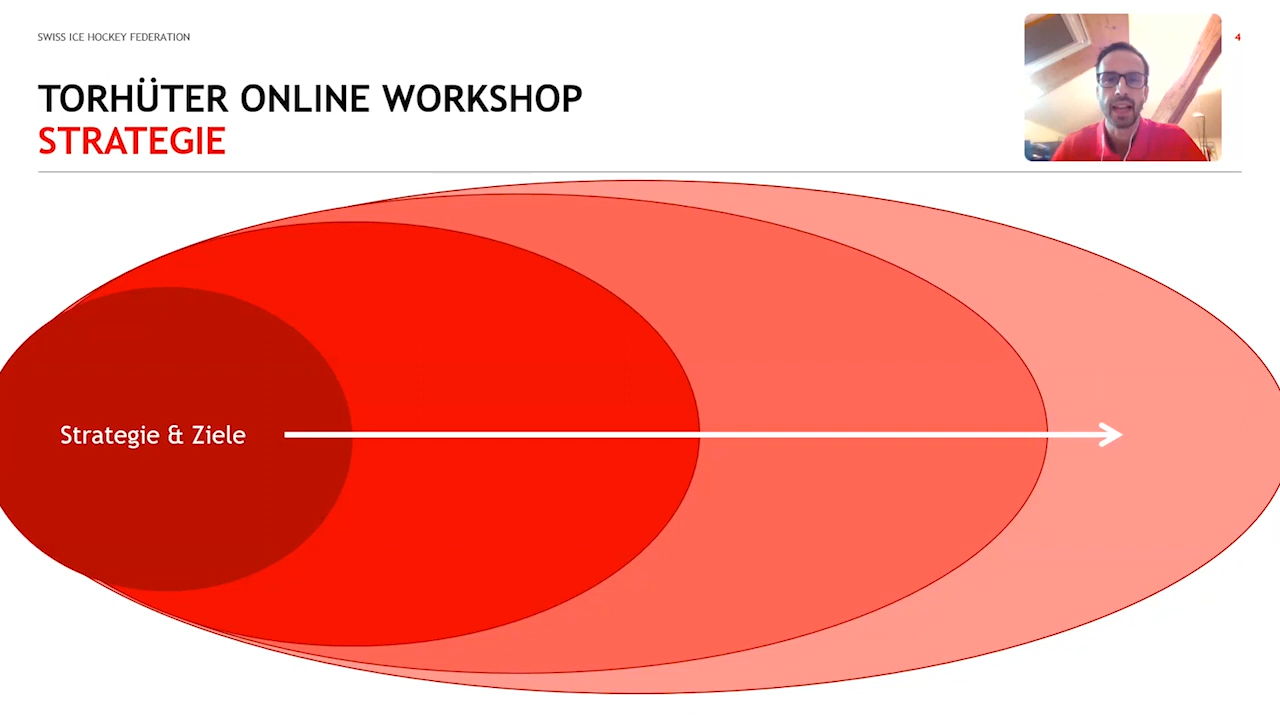 SWISS ICE HOCKEY FEDERATION
4
TORHÜTER ONLINE WORKSHOP
STRATEGIE
Strategie & Ziele